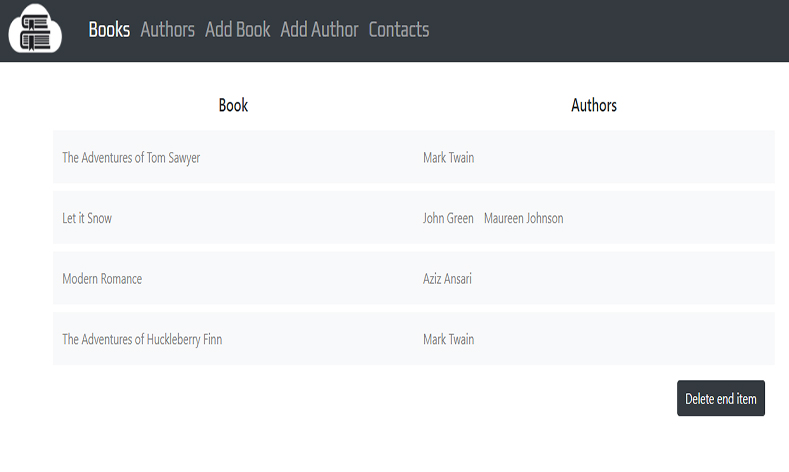 Books Authors Add Book Add Author Contacts
Book Authors
The Adventures of Tom Sawyer Mark Twain
Let it Snow John Green Maureen Johnson
Modern Romance Aziz Ansari
The Adventures of Huckleberry Finn Mark Twain
Delete end item